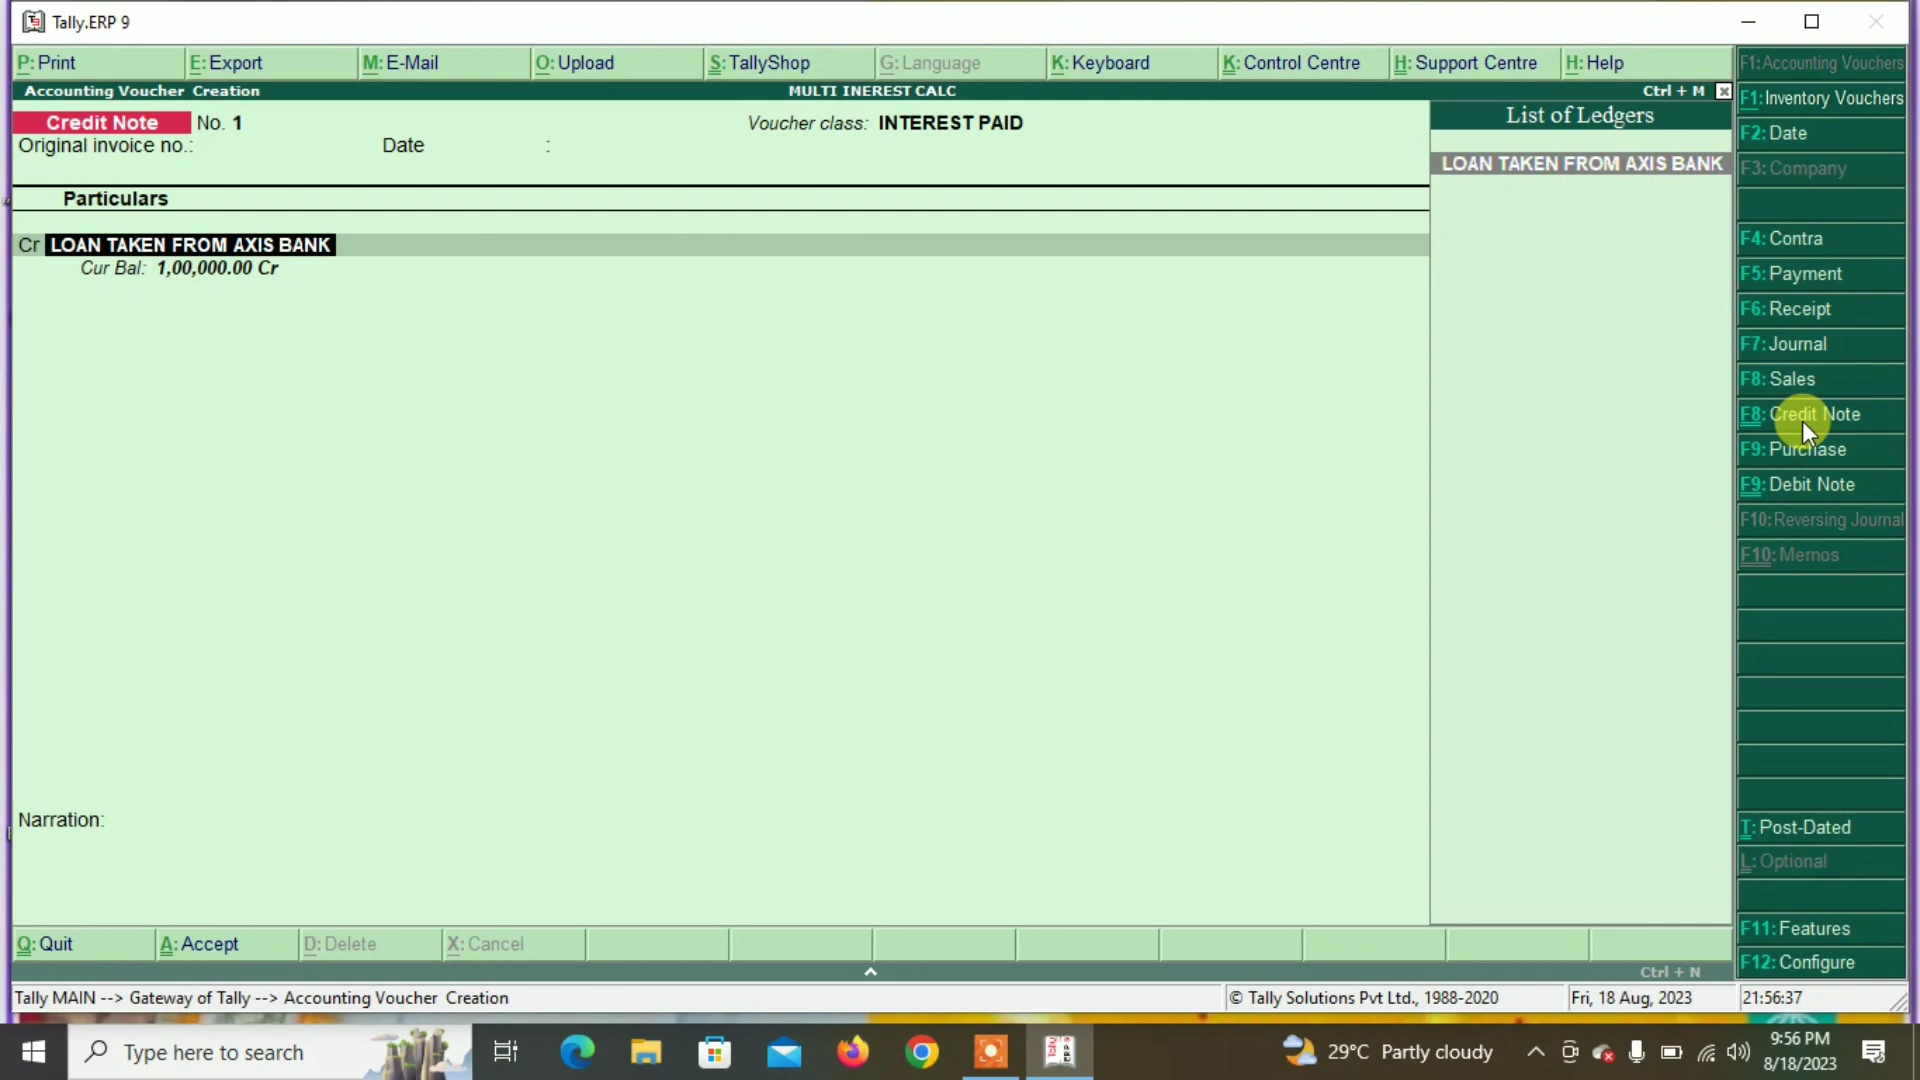 Tally.ERP 9
P: Print E: Export M: E-Mail O: Upload S: TallyShop G: Language K: Keyboard K: Control Centre H: Support Centre H: Help
Accounting Voucher Creation MULTI INEREST CALC Ctrl + M
Credit Note No. 1 Voucher class: INTEREST PAID
Original invoice no.: Date :
Particulars
Cr LOAN TAKEN FROM AXIS BANK
Cur Bal: 1,00,000.00 Cr
Narration:
List of Ledgers
LOAN TAKEN FROM AXIS BANK
F1: Accounting Vouchers
F1: Inventory Vouchers
F2: Date
F3: Company
F4: Contra
F5: Payment
F6: Receipt
F7: Journal
F8: Sales
F8: Credit Note
F9: Purchase
F9: Debit Note
F10: Reversing Journal
F10: Memos
T: Post-Dated
L: Optional
F11: Features
F12: Configure
Q: Quit A: Accept D: Delete X: Cancel
Ctrl + N
Tally MAIN --> Gateway of Tally --> Accounting Voucher Creation © Tally Solutions Pvt Ltd., 1988-2020 Fri, 18 Aug, 2023 21:56:37
Type here to search 29°C Partly cloudy 9:56 PM
8/18/2023